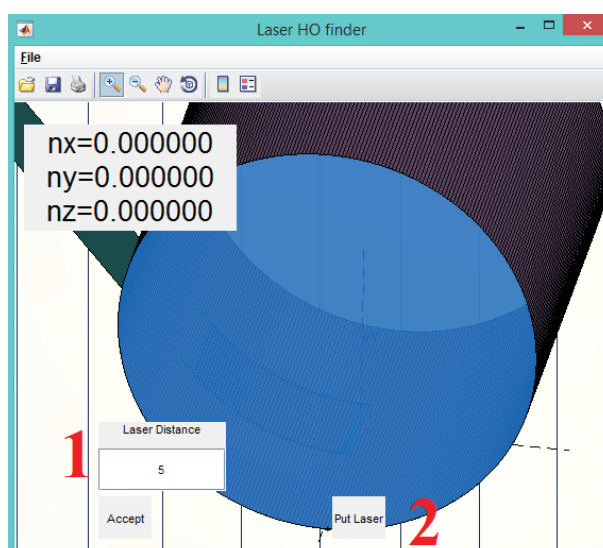 Laser HO finder
File
nx=0.000000
ny=0.000000
nz=0.000000
1
Laser Distance
5
Accept
Put Laser
2